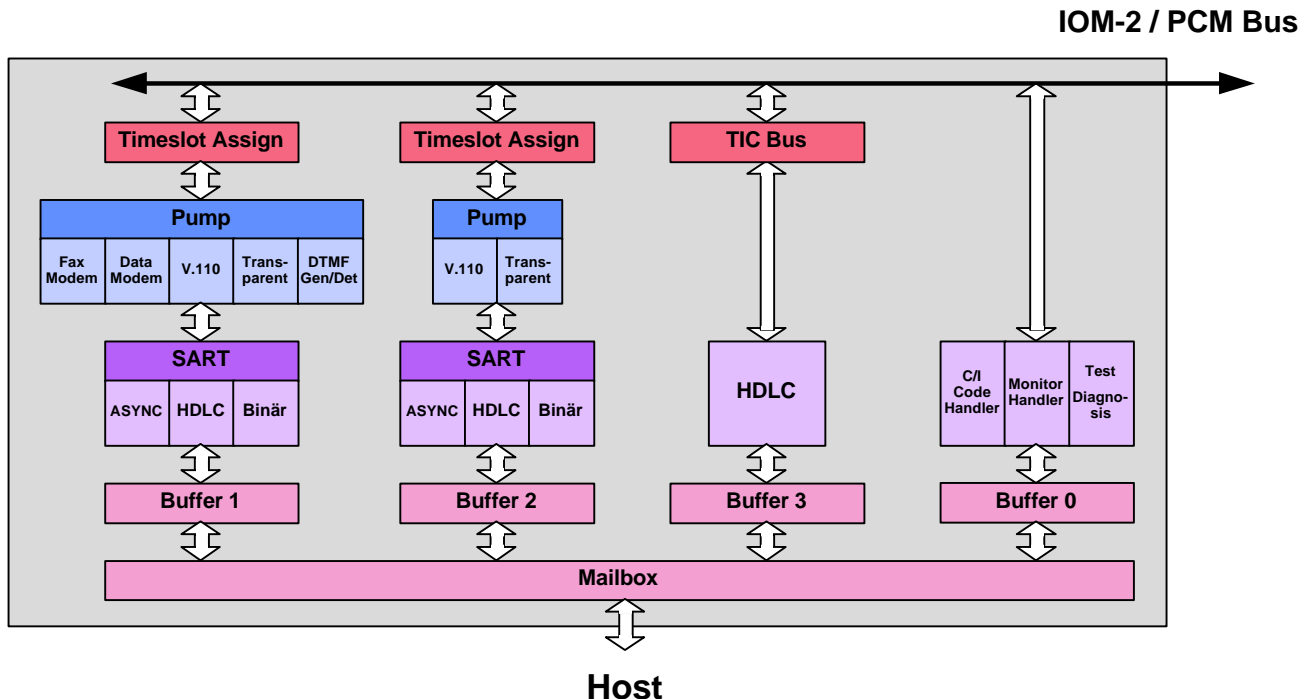 IOM-2 / PCM Bus
Timeslot Assign
Timeslot Assign
TIC Bus
Pump
Fax
Modem
Data
Modem
V.110
Trans-
parent
DTMF
Gen/Det
Pump
V.110
Trans-
parent
SART
ASYNC
HDLC
Binär
SART
ASYNC
HDLC
Binär
HDLC
C/I
Code
Handler
Monitor
Handler
Test
Diagno-
sis
Buffer 1
Buffer 2
Buffer 3
Buffer 0
Mailbox
Host